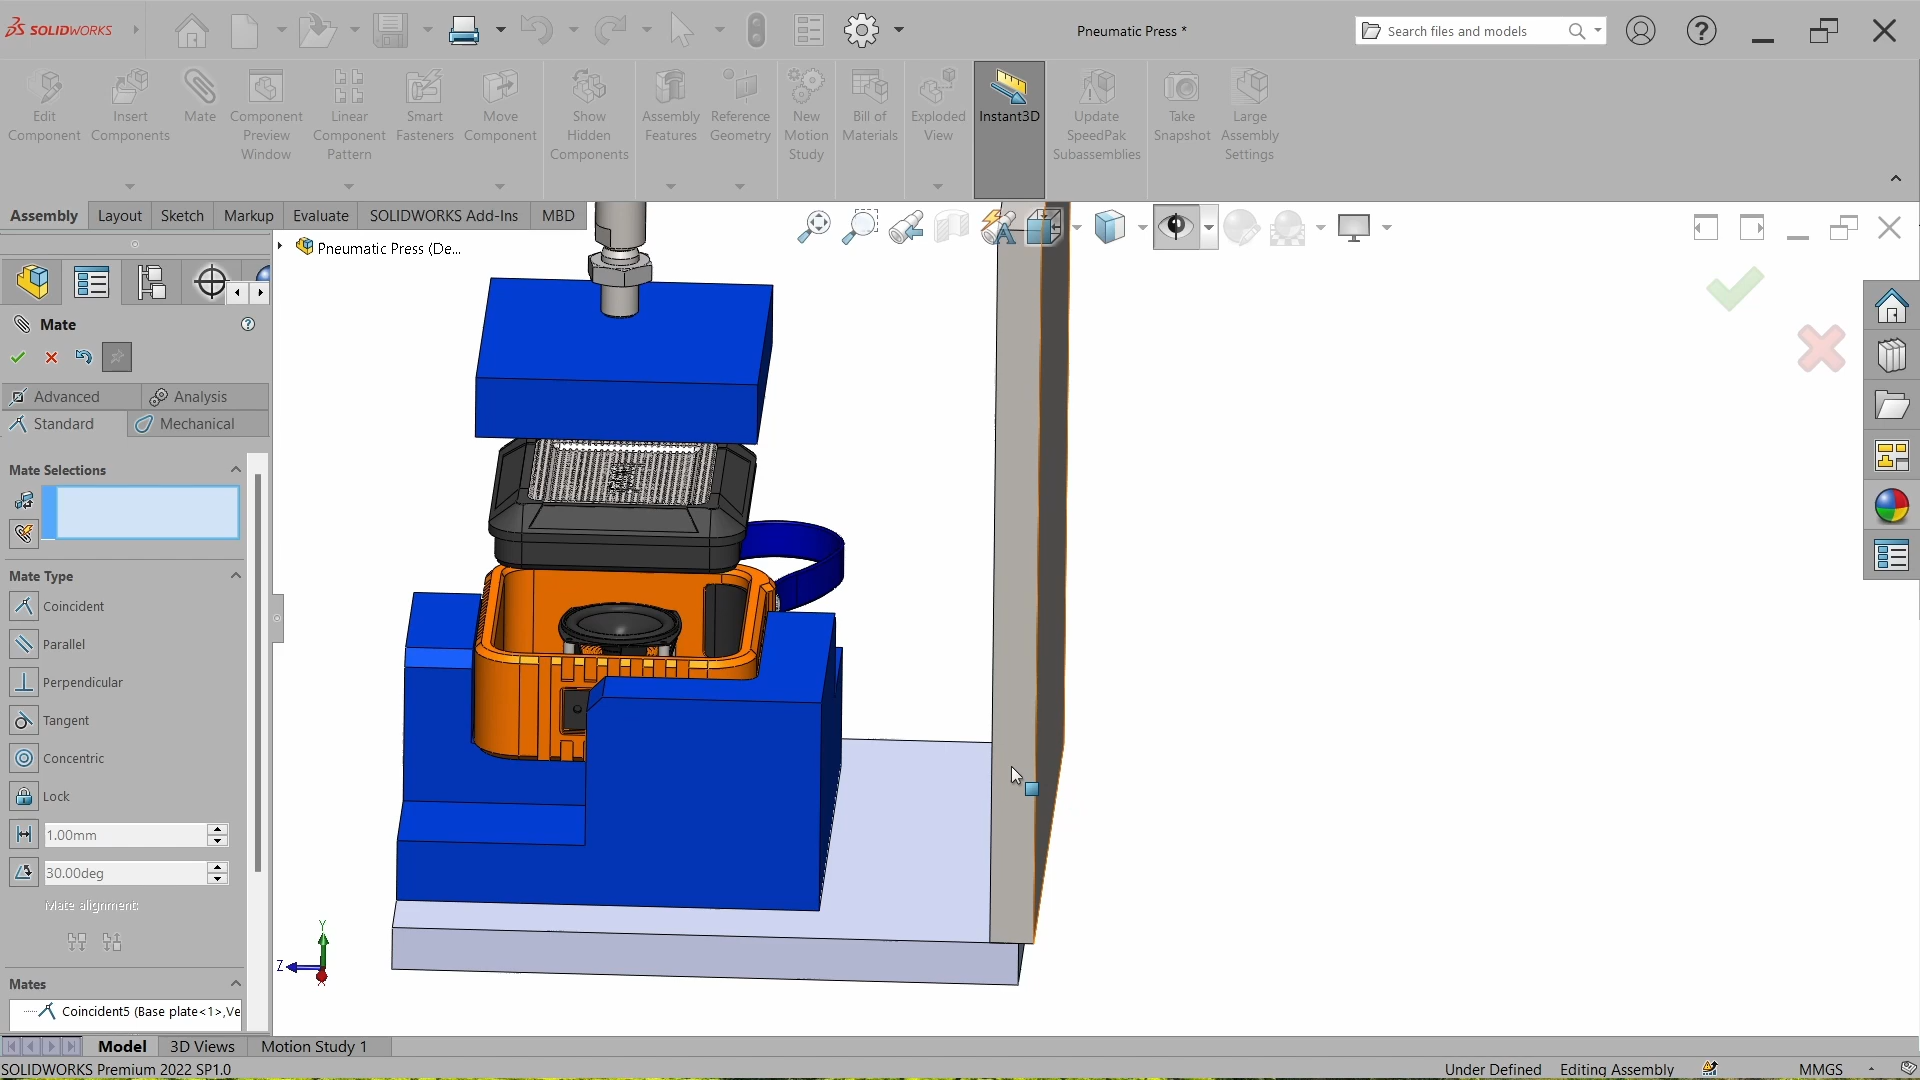 SOLIDWORKS
Pneumatic Press *
Search files and models
Edit Component
Insert Components
Mate
Component Preview Window
Linear Component Pattern
Smart Fasteners
Move Component
Show Hidden Components
Assembly Features
Reference Geometry
New Motion Study
Bill of Materials
Exploded View
Instant3D
Update SpeedPak Subassemblies
Take Snapshot
Large Assembly Settings
Assembly
Layout
Sketch
Markup
Evaluate
SOLIDWORKS Add-Ins
MBD
Pneumatic Press (De...
Mate
Advanced
Analysis
Standard
Mechanical
Mate Selections
Mate Type
Coincident
Parallel
Perpendicular
Tangent
Concentric
Lock
1.00mm
30.00deg
Mate alignment:
Mates
Coincident5 (Base plate<1>,Ve
Y
Z
X
Model
3D Views
Motion Study 1
SOLIDWORKS Premium 2022 SP1.0
Under Defined
Editing Assembly
MMGS